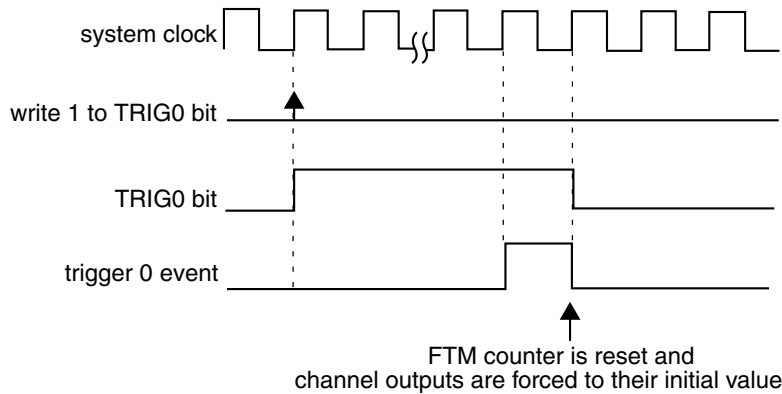 system clock
write 1 to TRIG0 bit
TRIG0 bit
trigger 0 event
FTM counter is reset and
channel outputs are forced to their initial value